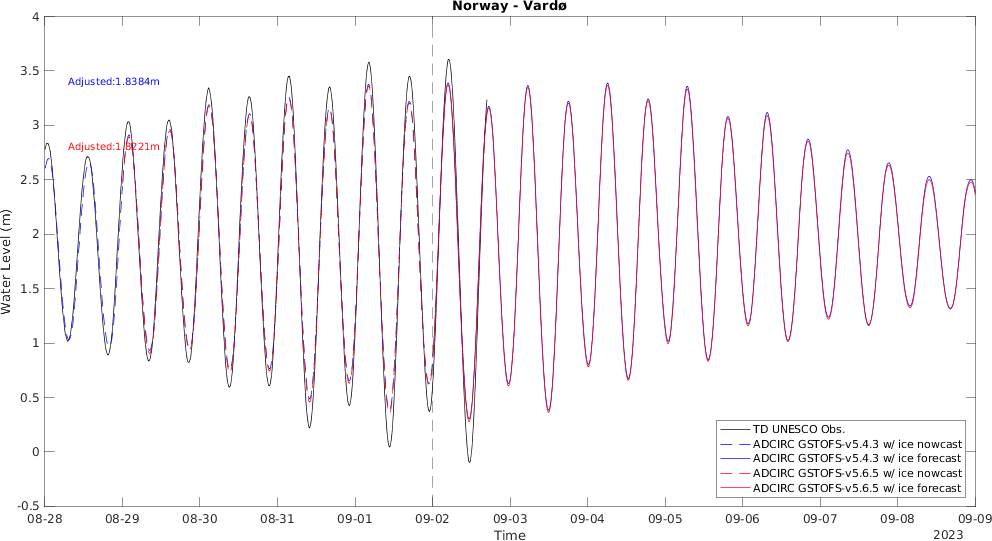 Norway - Vardø
Water Level (m)
4
3.5
3
2.5
2
1.5
1
0.5
0
-0.5
Adjusted:1.8384m
Adjusted:1.8221m
TD UNESCO Obs.
ADCIRC GSTOFS-v5.4.3 w/ ice nowcast
ADCIRC GSTOFS-v5.4.3 w/ ice forecast
ADCIRC GSTOFS-v5.6.5 w/ ice nowcast
ADCIRC GSTOFS-v5.6.5 w/ ice forecast
08-28 08-29 08-30 08-31 09-01 09-02 09-03 09-04 09-05 09-06 09-07 09-08 09-09
Time
2023